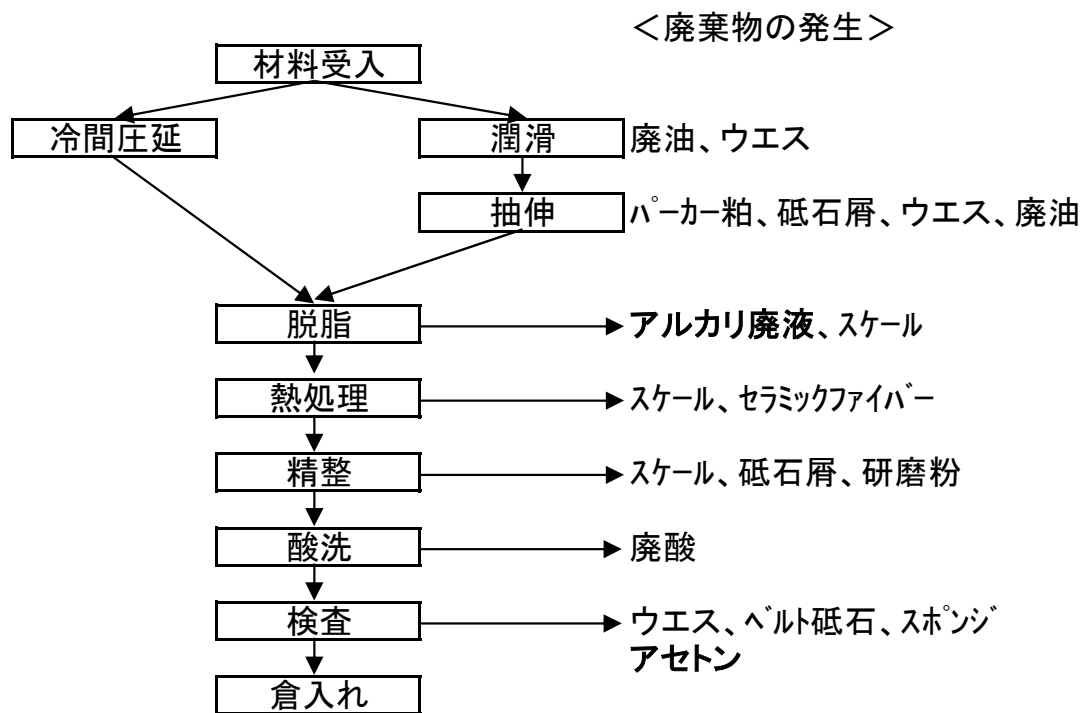 ＜廃棄物の発生＞
材料受入
冷間圧延
潤滑 廃油、ウエス
抽伸 ﾊﾟｰカー粕、砥石屑、ウエス、廃油
脱脂 アルカリ廃液、ｽｹｰﾙ
熱処理 ｽｹｰﾙ、ｾﾗﾐｯｸﾌｧｲﾊﾞｰ
精整 ｽｹｰﾙ、砥石屑、研磨粉
酸洗 廃酸
検査 ウエス、ﾍﾞﾙﾄ砥石、ｽﾎﾟﾝｼﾞ
アセトン
倉入れ